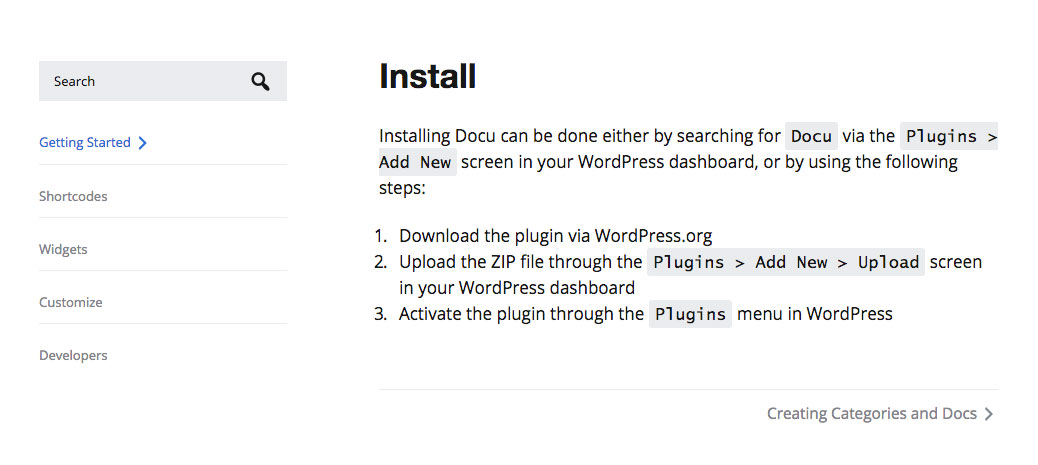 Search
Getting Started
Shortcodes
Widgets
Customize
Developers
Install
Installing Docu can be done either by searching for Docu via the Plugins >
Add New screen in your WordPress dashboard, or by using the following
steps:
1. Download the plugin via WordPress.org
2. Upload the ZIP file through the Plugins > Add New > Upload screen
in your WordPress dashboard
3. Activate the plugin through the Plugins menu in WordPress
Creating Categories and Docs